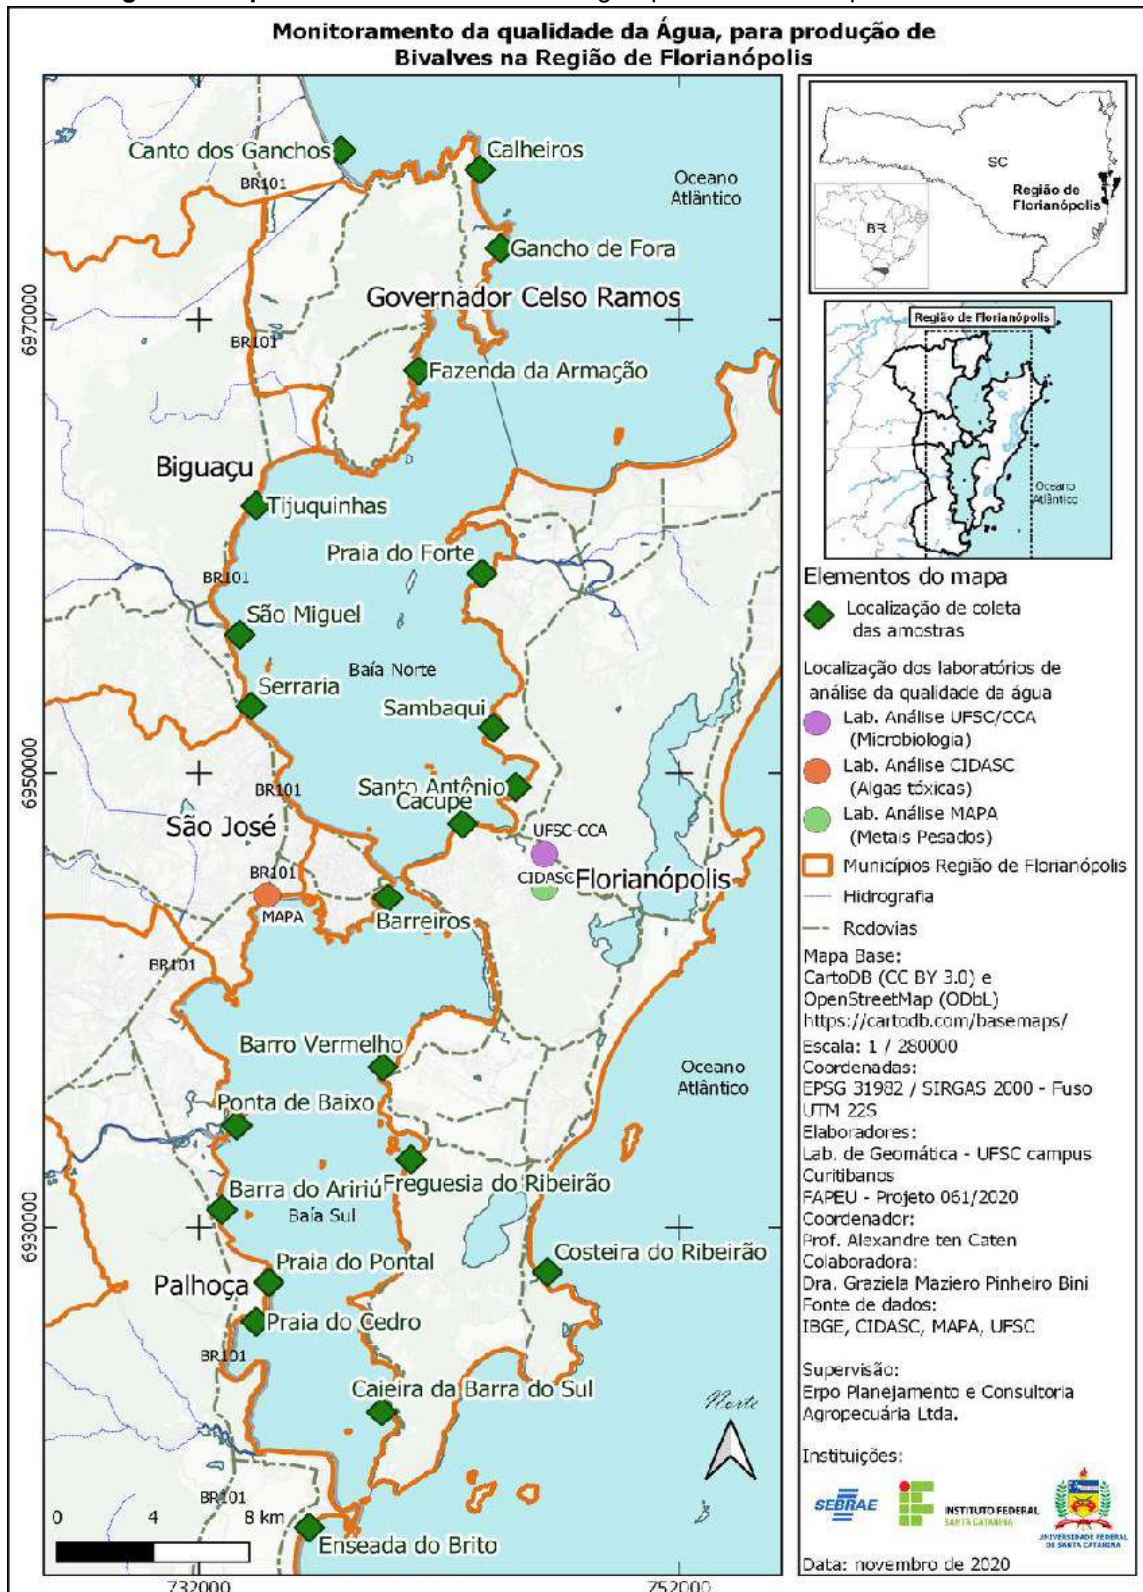 Monitoramento da qualidade da Água, para produção de
Bivalves na Região de Florianópolis
Canto dos Ganchos
Calheiros
Oceano
Atlântico
BR101
Gancho de Fora
Governador Celso Ramos
6970000
BR101
Fazenda da Armação
Biguaçu
Tijuquinhas
Praia do Forte
BR101
São Miguel
Baía Norte
Serraria
Sambaqui
6950000
BR101
Santo Antônio
Cacupé
São José
UFSC-CCA
BR101
CIDASC
Florianópolis
MAPA
Barreiros
BR101
Barro Vermelho
Oceano
Atlântico
Ponta de Baixo
Freguesia do Ribeirão
Barra do Aririú
Baía Sul
6930000
Costeira do Ribeirão
Praia do Pontal
Palhoça
Praia do Cedro
BR101
Caieira da Barra do Sul
Norte
BR101
0 4 8 km
Enseada do Brito
732000
752000
SC
Região de
Florianópolis
BR
Região de Florianópolis
Oceano
Atlântico
Elementos do mapa
Localização de coleta
das amostras
Localização dos laboratórios de
análise da qualidade da água
Lab. Análise UFSC/CCA
(Microbiologia)
Lab. Análise CIDASC
(Algas tóxicas)
Lab. Análise MAPA
(Metais Pesados)
Municípios Região de Florianópolis
Hidrografia
Rodovias
Mapa Base:
CartoDB (CC BY 3.0) e
OpenStreetMap (ODbL)
https://cartodb.com/basemaps/
Escala: 1 / 280000
Coordenadas:
EPSG 31982 / SIRGAS 2000 - Fuso
UTM 22S
Elaboradores:
Lab. de Geomática - UFSC campus
Curitibanos
FAPEU - Projeto 061/2020
Coordenador:
Prof. Alexandre ten Caten
Colaboradora:
Dra. Graziela Maziero Pinheiro Bini
Fonte de dados:
IBGE, CIDASC, MAPA, UFSC
Supervisão:
Erpo Planejamento e Consultoria
Agropecuária Ltda.
Instituições:
SEBRAE
INSTITUTO FEDERAL
SANTA CATARINA
UNIVERSIDADE FEDERAL
DE SANTA CATARINA
Data: novembro de 2020